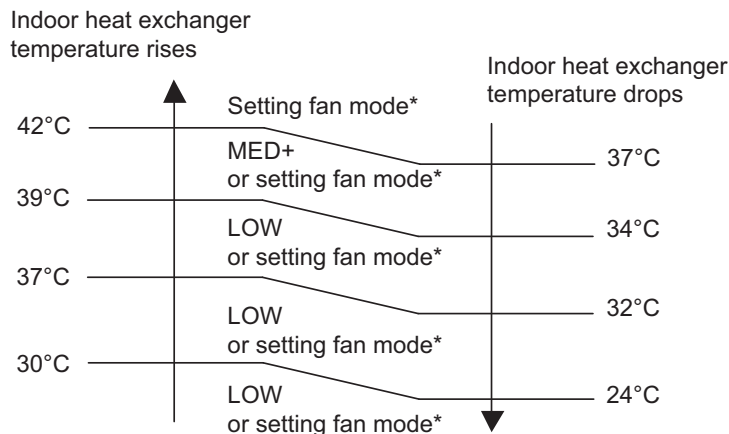 Indoor heat exchanger
temperature rises
Indoor heat exchanger
temperature drops
Setting fan mode*
42°C
MED+
or setting fan mode*
37°C
39°C
LOW
or setting fan mode*
34°C
37°C
LOW
or setting fan mode*
32°C
30°C
LOW
or setting fan mode*
24°C